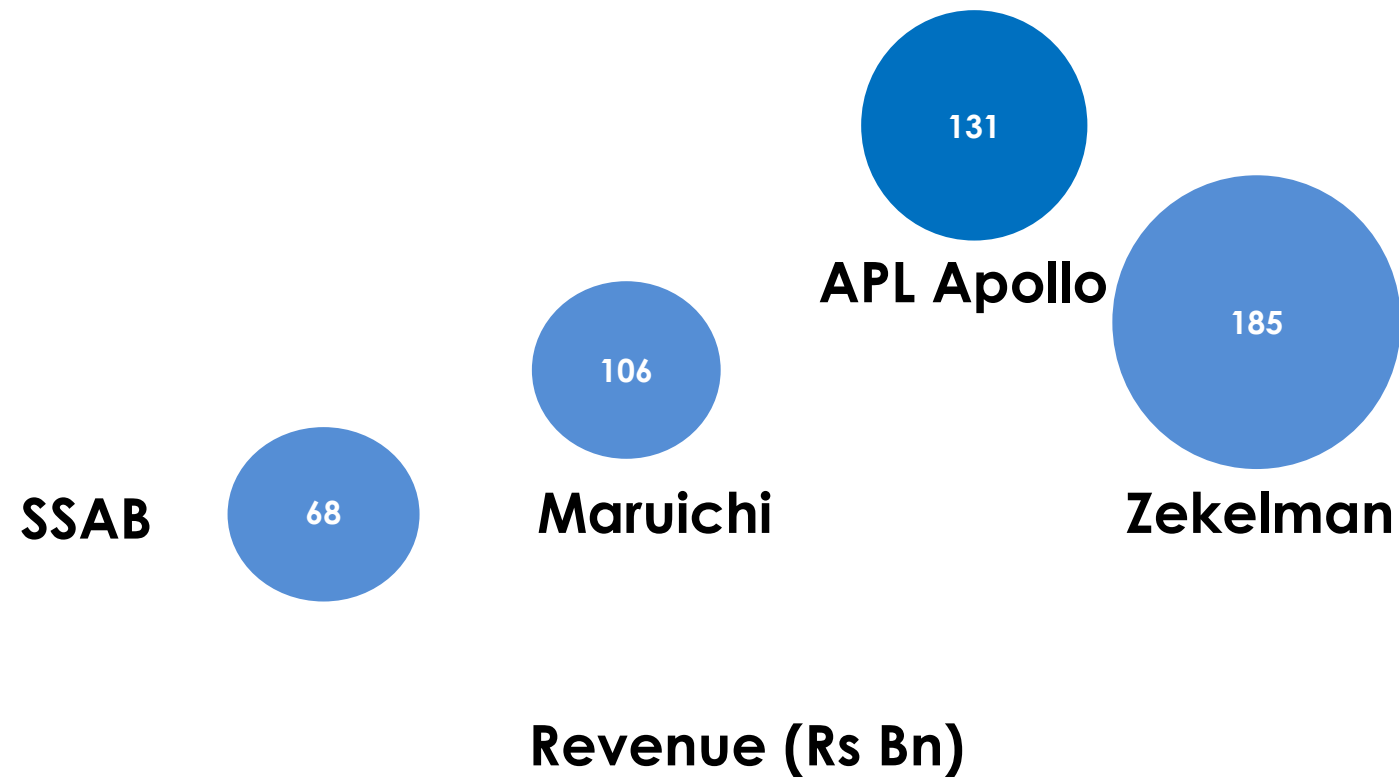 131
APL Apollo
185
106
SSAB
68
Maruichi
Zekelman
Revenue (Rs Bn)